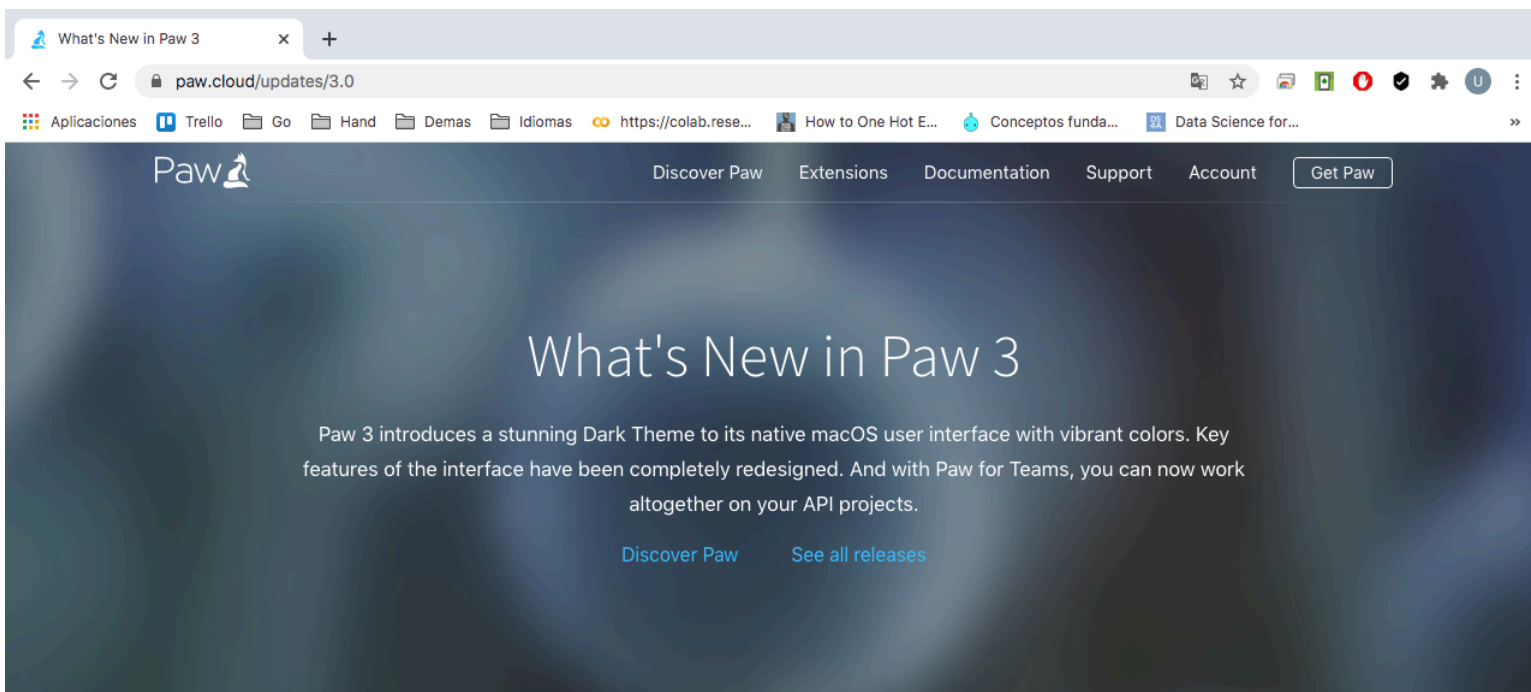 What's New in Paw 3
paw.cloud/updates/3.0
U
Aplicaciones Trello Go Hand Demas Idiomas https://colab.rese... How to One Hot E... Conceptos funda... DS4A Data Science for... »
Paw Discover Paw Extensions Documentation Support Account Get Paw
What's New in Paw 3
Paw 3 introduces a stunning Dark Theme to its native macOS user interface with vibrant colors. Key
features of the interface have been completely redesigned. And with Paw for Teams, you can now work
altogether on your API projects.
Discover Paw See all releases